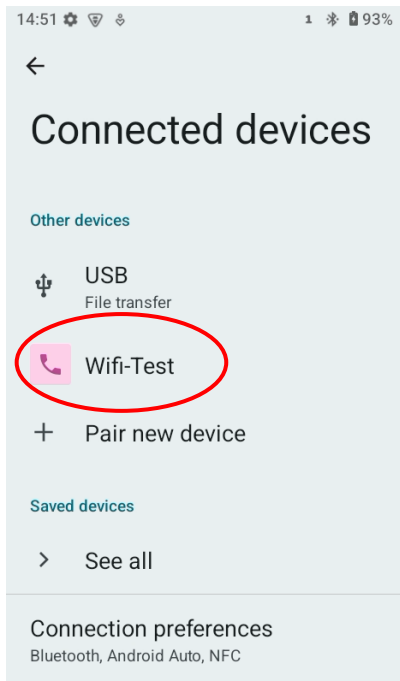 14:51 1 93%
Connected devices
Other devices
USB
File transfer
Wifi-Test
Pair new device
Saved devices
See all
Connection preferences
Bluetooth, Android Auto, NFC